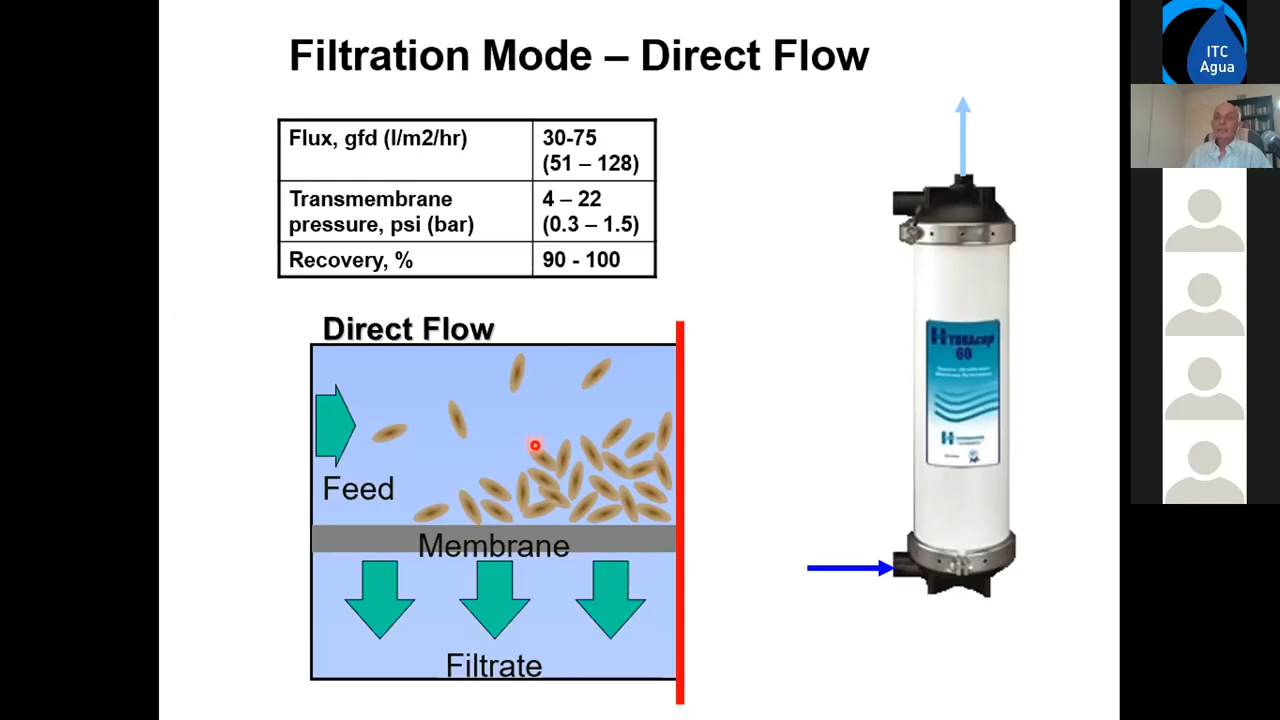 Filtration Mode – Direct Flow
Flux, gfd (l/m2/hr)
30-75
(51 – 128)
Transmembrane
pressure, psi (bar)
4 – 22
(0.3 – 1.5)
Recovery, %
90 - 100
Direct Flow
Feed
Membrane
Filtrate
HYDRAcap
60
ITC
Agua